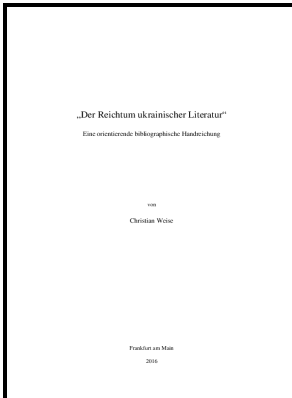 „Der Reichtum ukrainischer Literatur“
Eine orientierende bibliographische Handreichung
von
Christian Weise
Frankfurt am Main
2016